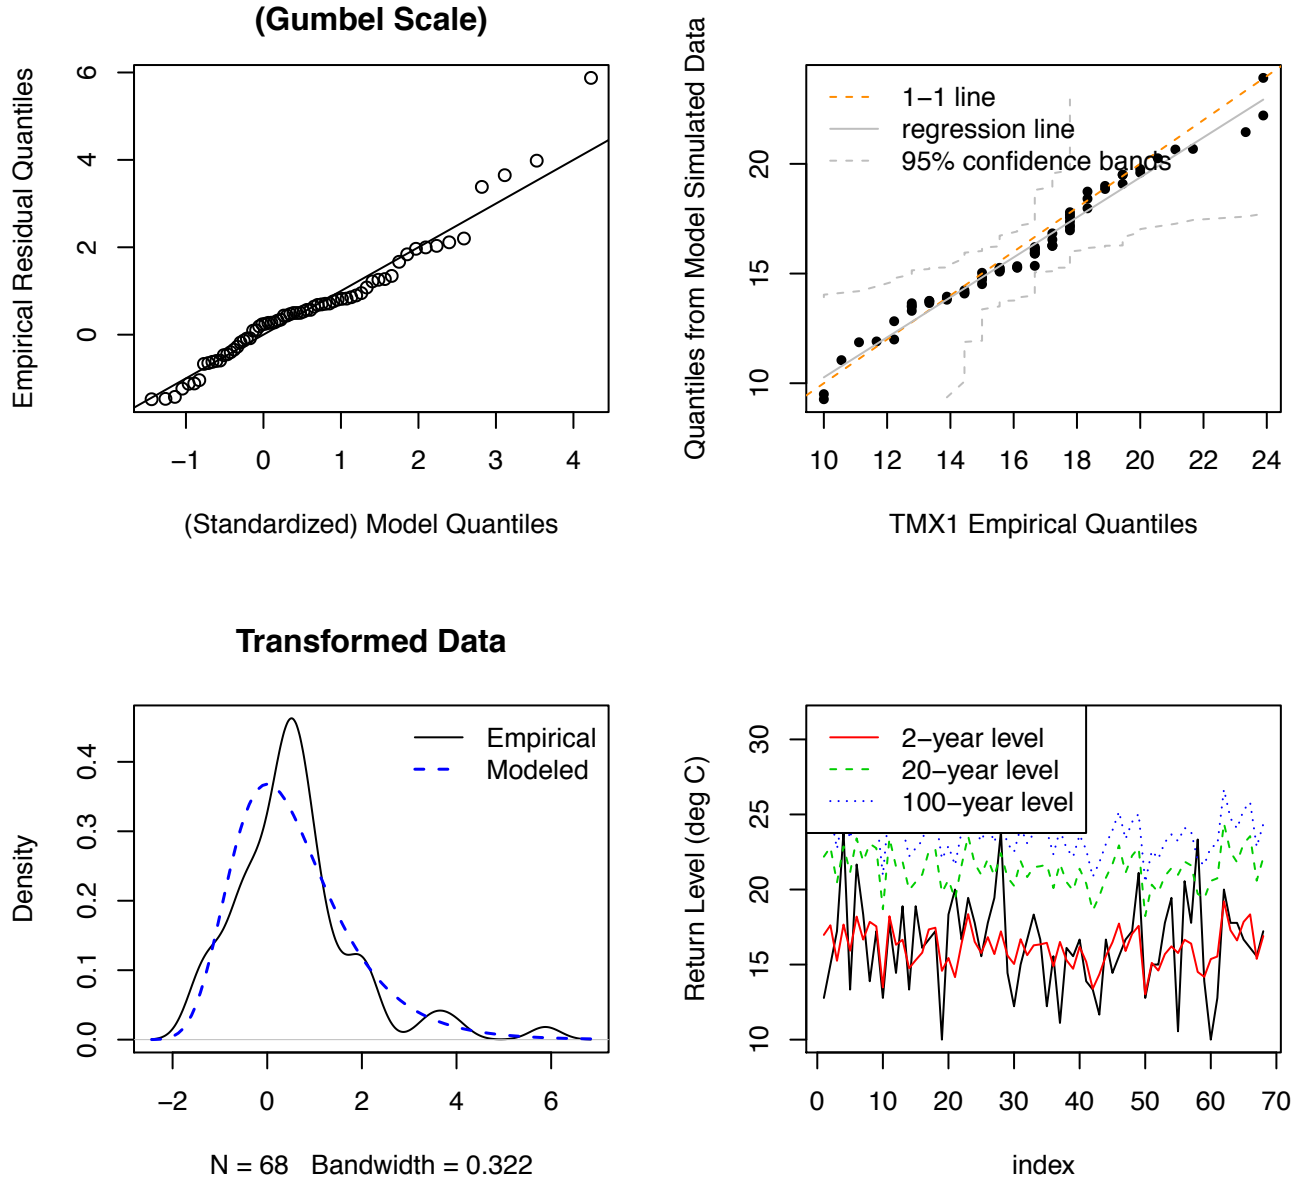 (Gumbel Scale)
Empirical Residual Quantiles
6
4
2
0
−1
0
1
2
3
4
(Standardized) Model Quantiles
Quantiles from Model Simulated Data
1−1 line
regression line
95% confidence bands
20
15
10
10
12
14
16
18
20
22
24
TMX1 Empirical Quantiles
Transformed Data
Density
0.4
0.3
0.2
0.1
0.0
Empirical
Modeled
−2
0
2
4
6
N = 68 Bandwidth = 0.322
Return Level (deg C)
30
25
20
15
10
2−year level
20−year level
100−year level
0
10
20
30
40
50
60
70
index